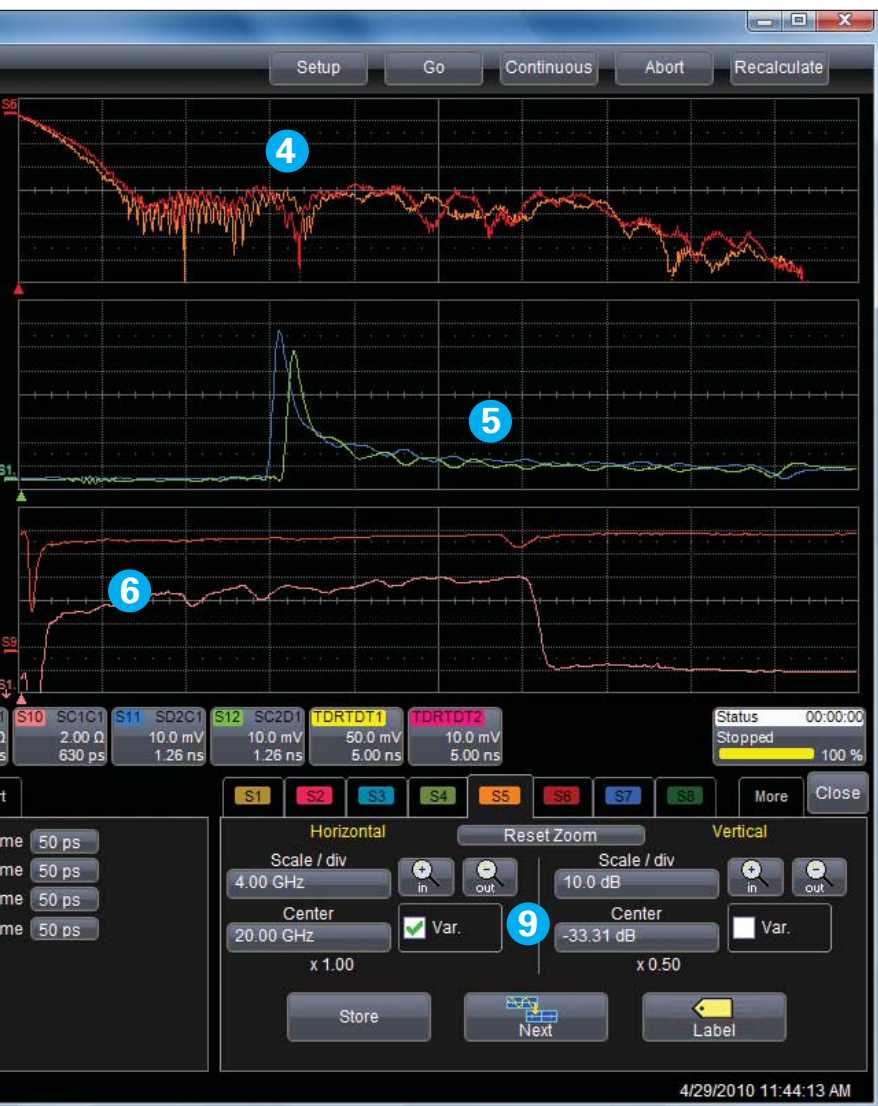 Setup Go Continuous Abort Recalculate
S6
4
5
S1.
6
S9
S1.
S10 SC1C1 S11 SD2C1 S12 SC2D1 TDRTDT1 TDRTDT2 Status 00:00:00
Ω 2.00 Ω 10.0 mV 10.0 mV 50.0 mV 10.0 mV Stopped
s 630 ps 1.26 ns 1.26 ns 5.00 ns 5.00 ns 100 %
S1 S2 S3 S4 S5 S6 S7 S8 More Close
me 50 ps
me 50 ps
me 50 ps
me 50 ps
Horizontal Reset Zoom Vertical
Scale / div in out Scale / div in out
4.00 GHz 10.0 dB
Center Var. 9 Center Var.
20.00 GHz -33.31 dB
x 1.00 x 0.50
Store Next Label
4/29/2010 11:44:13 AM